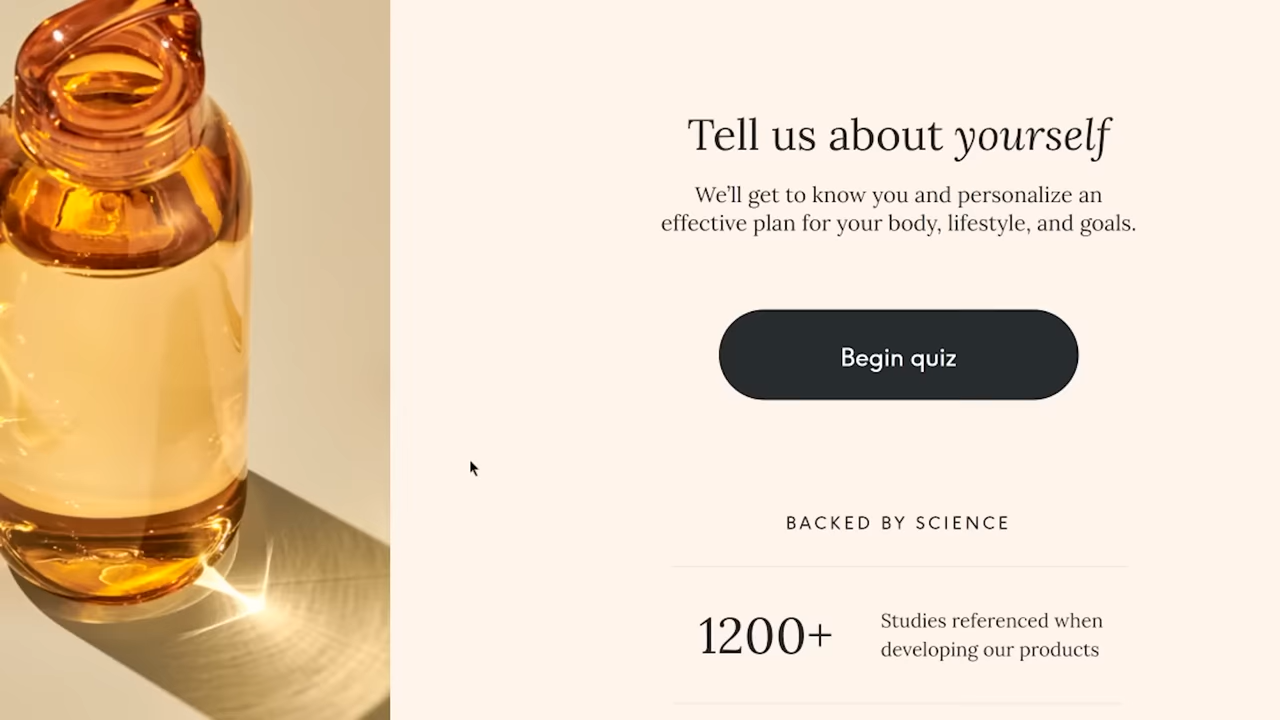 Tell us about yourself
We’ll get to know you and personalize an
effective plan for your body, lifestyle, and goals.
Begin quiz
BACKED BY SCIENCE
1200+
Studies referenced when
developing our products